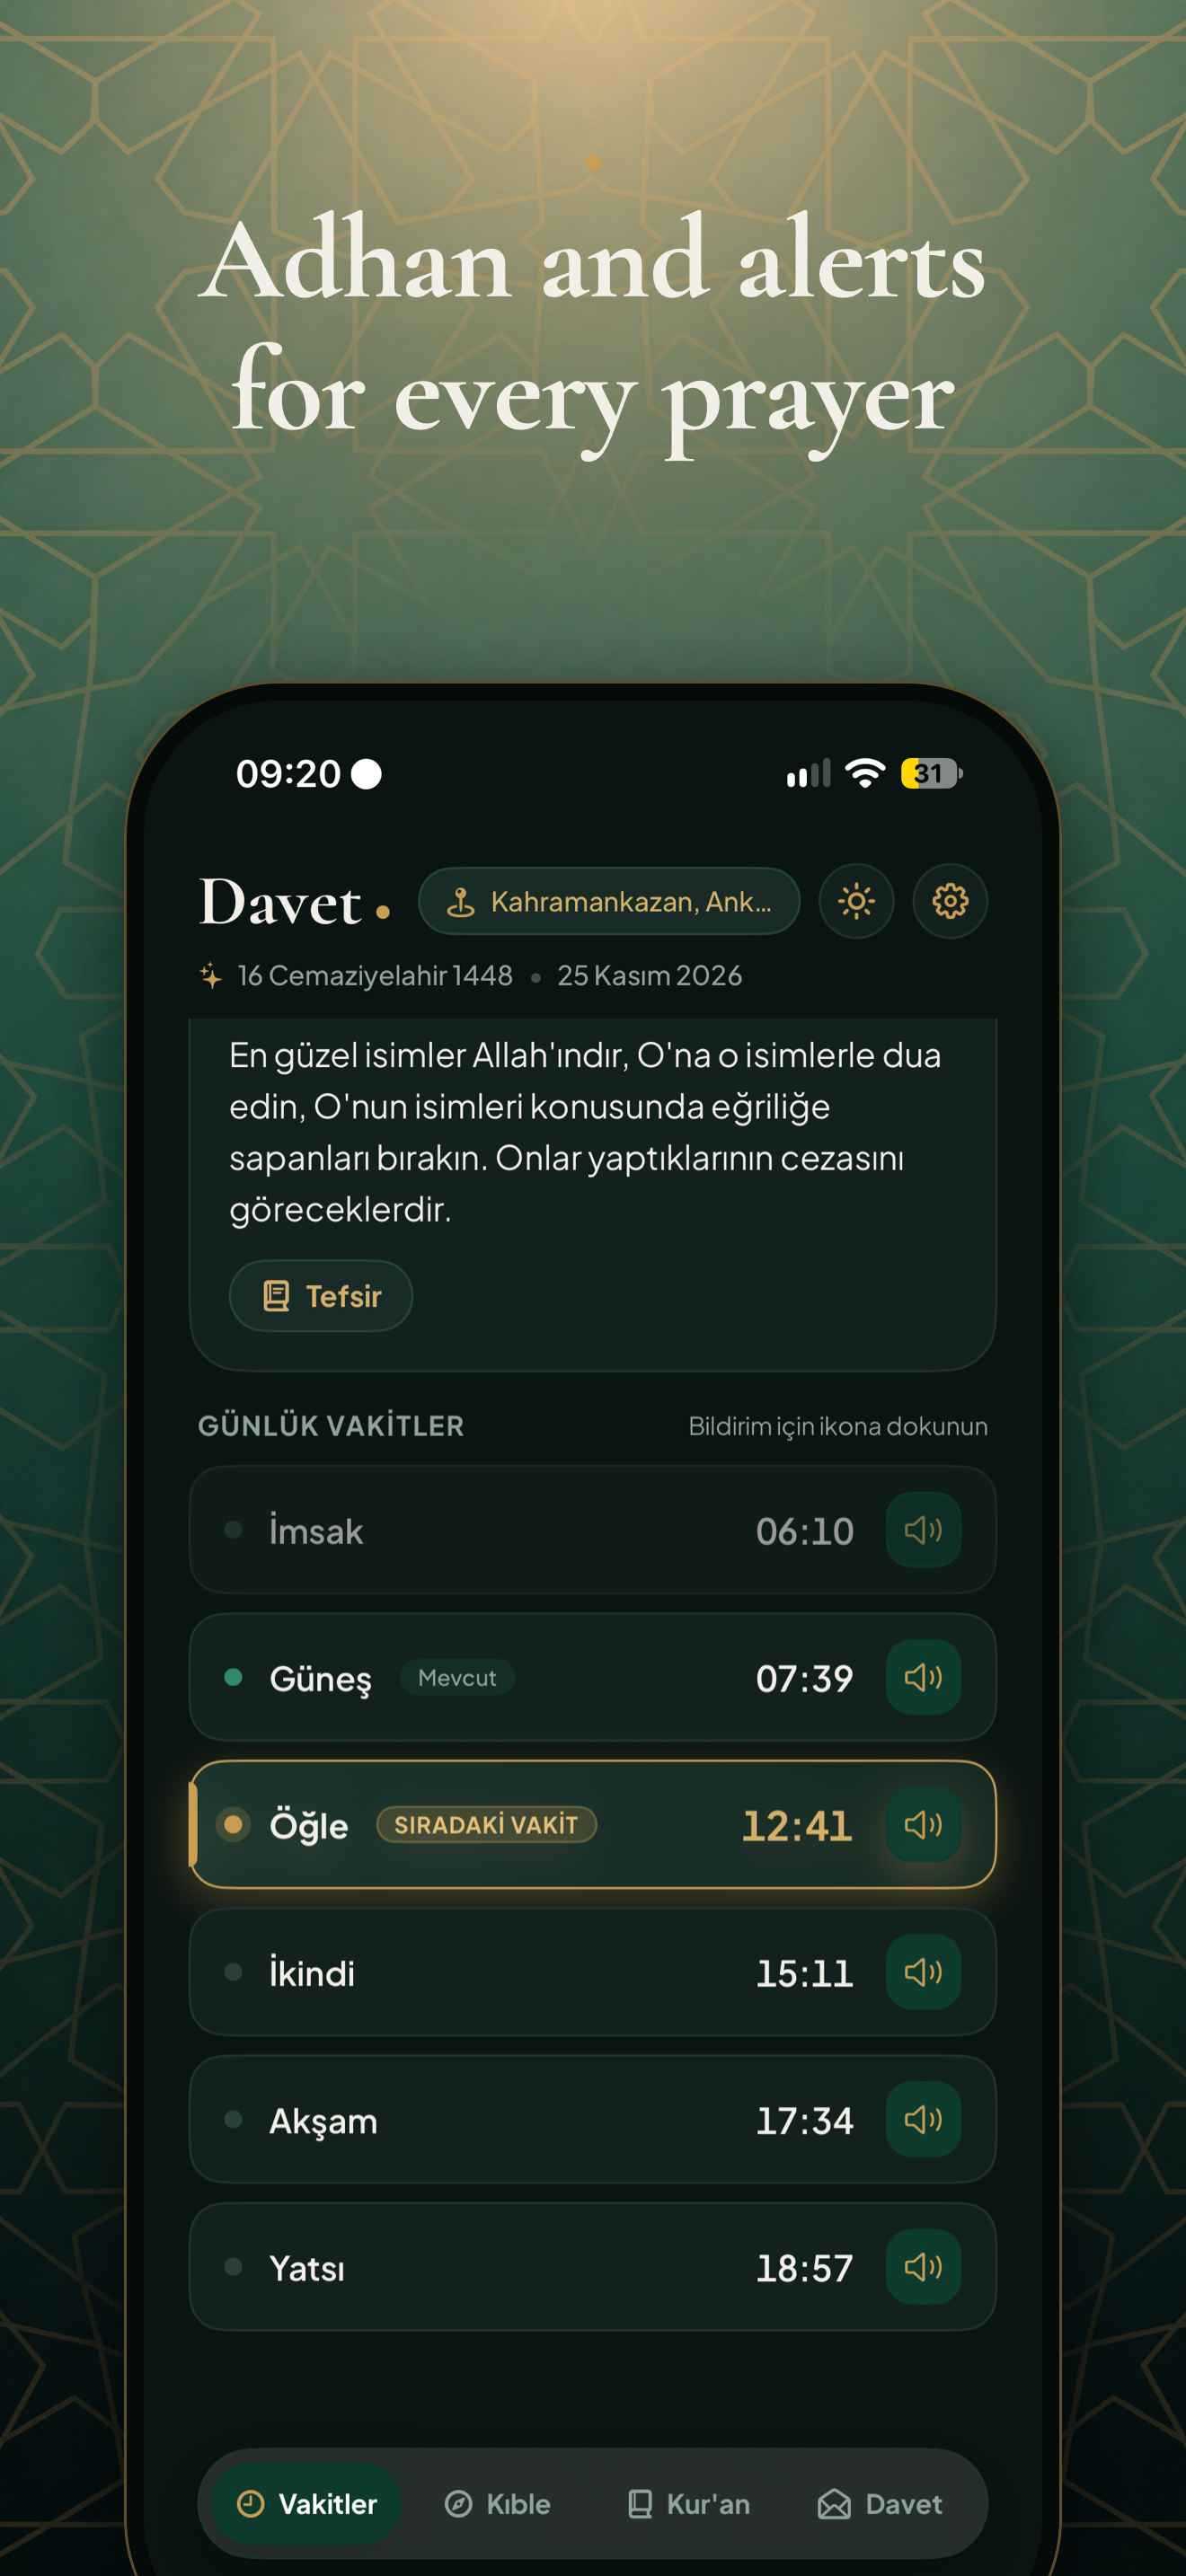 Adhan and alerts
for every prayer
09:20
31
Davet
Kahramankazan, Ank...
16 Cemaziyelahir 1448 • 25 Kasım 2026
En güzel isimler Allah'ındır, O'na o isimlerle dua
edin, O'nun isimleri konusunda eğriliğe
sapanları bırakın. Onlar yaptıklarının cezasını
göreceklerdir.
Tefsir
GÜNLÜK VAKİTLER Bildirim için ikona dokunun
İmsak 06:10
Güneş Mevcut 07:39
Öğle SIRADAKİ VAKİT 12:41
İkindi 15:11
Akşam 17:34
Yatsı 18:57
Vakitler Kıble Kur'an Davet